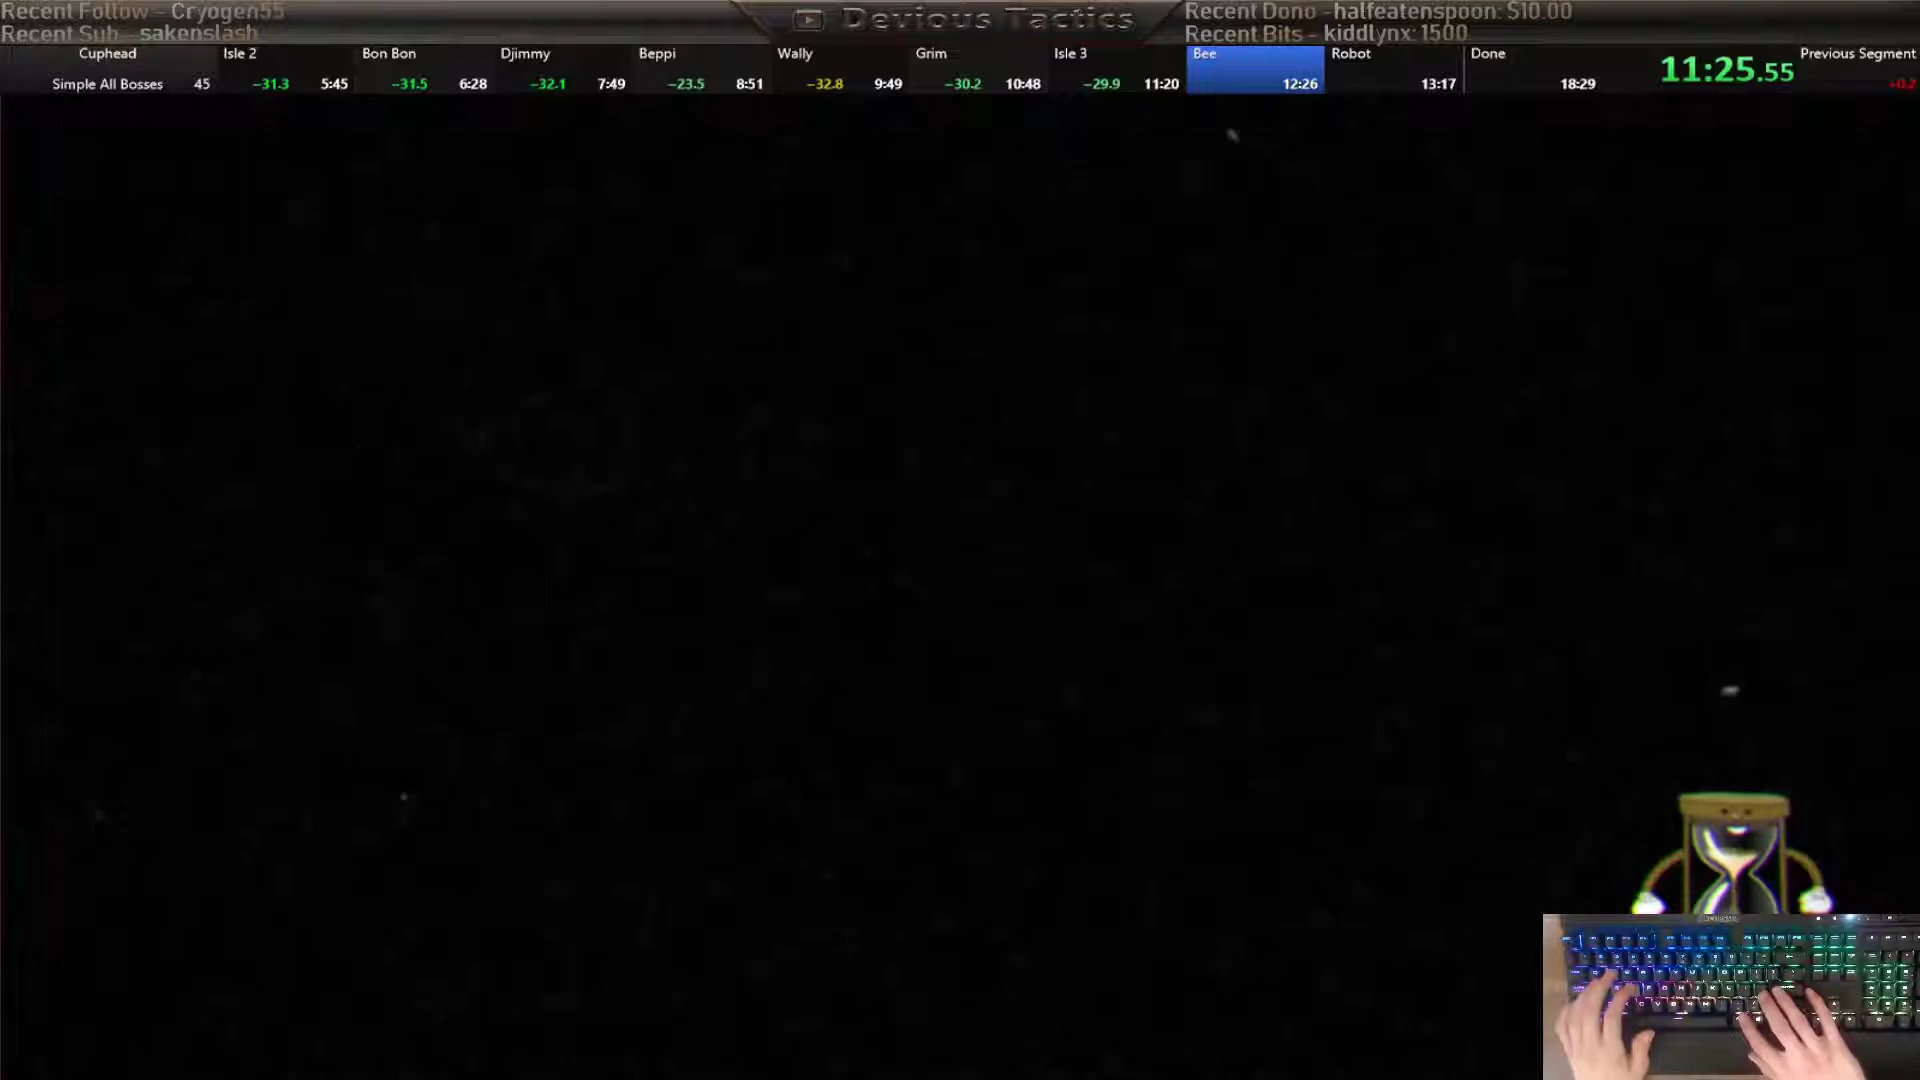 Recent Follow - Cryogen55
Recent Sub - sakenslash
Devious Tactics
Recent Dono - halfeatenspoon: $10.00
Recent Bits - kiddlynx: 1500
Cuphead Isle 2 Bon Bon Djimmy Beppi Wally Grim Isle 3 Bee Robot Done 11:25.55 Previous Segment
Simple All Bosses 45 −31.3 5:45 −31.5 6:28 −32.1 7:49 −23.5 8:51 −32.8 9:49 −30.2 10:48 −29.9 11:20 12:26 13:17 18:29 +0.2